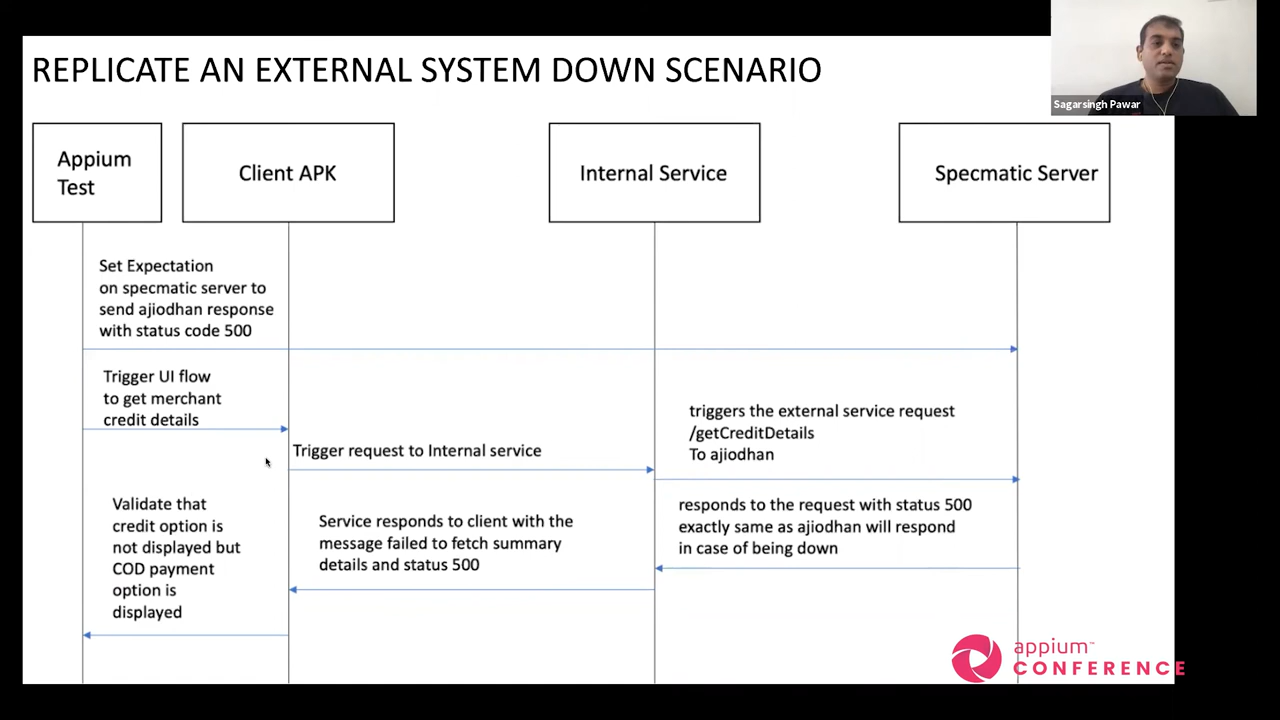 REPLICATE AN EXTERNAL SYSTEM DOWN SCENARIO
Sagarsingh Pawar
Appium
Test
Client APK
Internal Service
Specmatic Server
Set Expectation
on specmatic server to
send ajiodhan response
with status code 500
Trigger UI flow
to get merchant
credit details
Trigger request to Internal service
triggers the external service request
/getCreditDetails
To ajiodhan
responds to the request with status 500
exactly same as ajiodhan will respond
in case of being down
Service responds to client with the
message failed to fetch summary
details and status 500
Validate that
credit option is
not displayed but
COD payment
option is
displayed
appium™
CONFERENCE